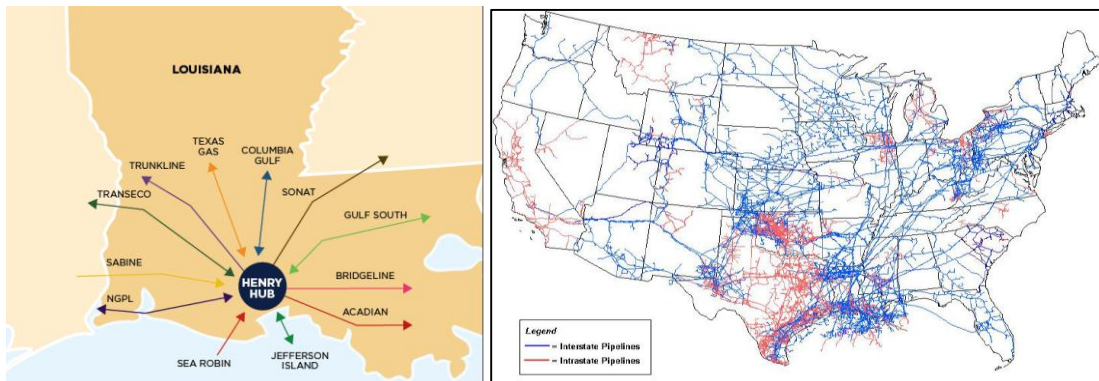 LOUISIANA
TEXAS
GAS
COLUMBIA
GULF
TRUNKLINE
SONAT
TRANSECO
GULF SOUTH
SABINE
HENRY
HUB
BRIDGELINE
NGPL
ACADIAN
SEA ROBIN
JEFFERSON
ISLAND
Legend
= Interstate Pipelines
= Intrastate Pipelines